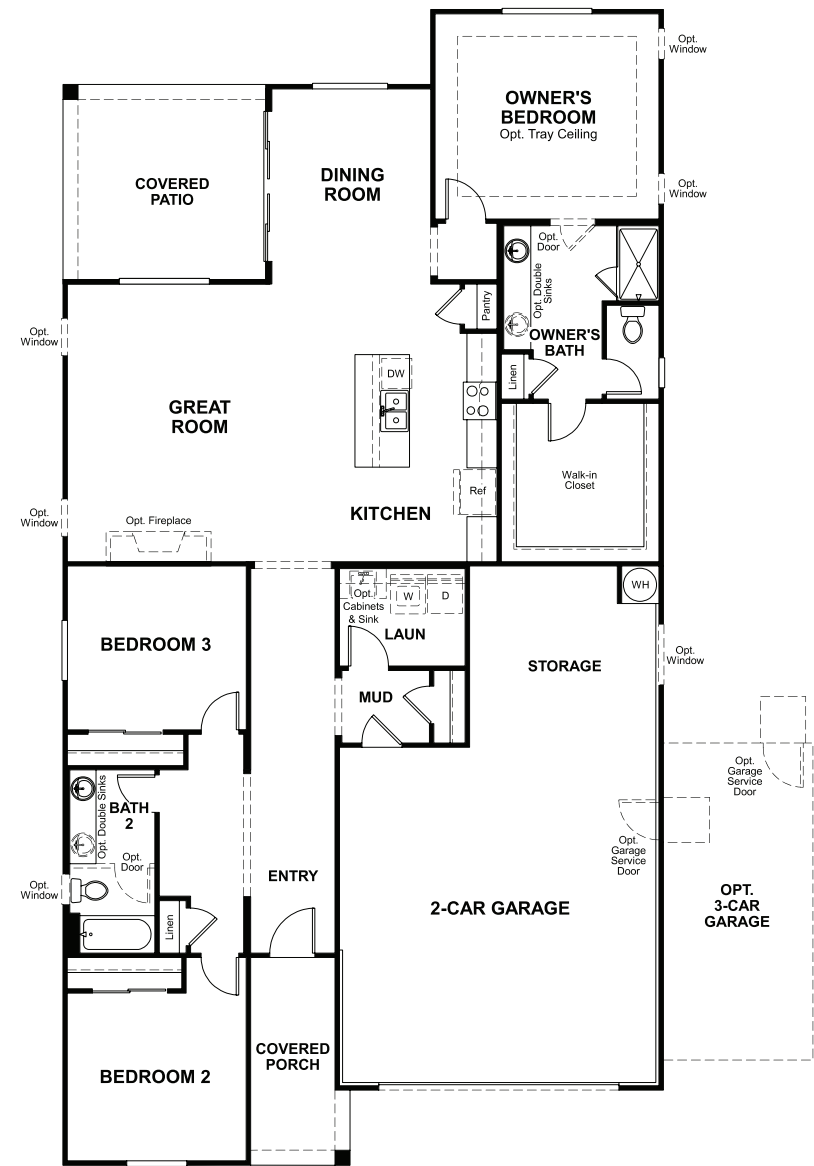 Opt.
Window
OWNER'S
BEDROOM
Opt. Tray Ceiling
COVERED
PATIO
DINING
ROOM
Opt.
Window
Opt.
Door
Opt. Double
Sinks
Pantry
Opt.
Window
OWNER'S
BATH
DW
Linen
GREAT
ROOM
Walk-in
Closet
Ref
KITCHEN
Opt.
Window
Opt. Fireplace
WH
Opt.
Cabinets
& Sink
W
D
LAUN
BEDROOM 3
STORAGE
Opt.
Window
MUD
Opt.
Garage
Service
Door
Opt. Double Sinks
BATH
2
Opt.
Door
Opt.
Garage
Service
Door
Opt.
Window
ENTRY
2-CAR GARAGE
OPT.
3-CAR
GARAGE
Linen
COVERED
PORCH
BEDROOM 2